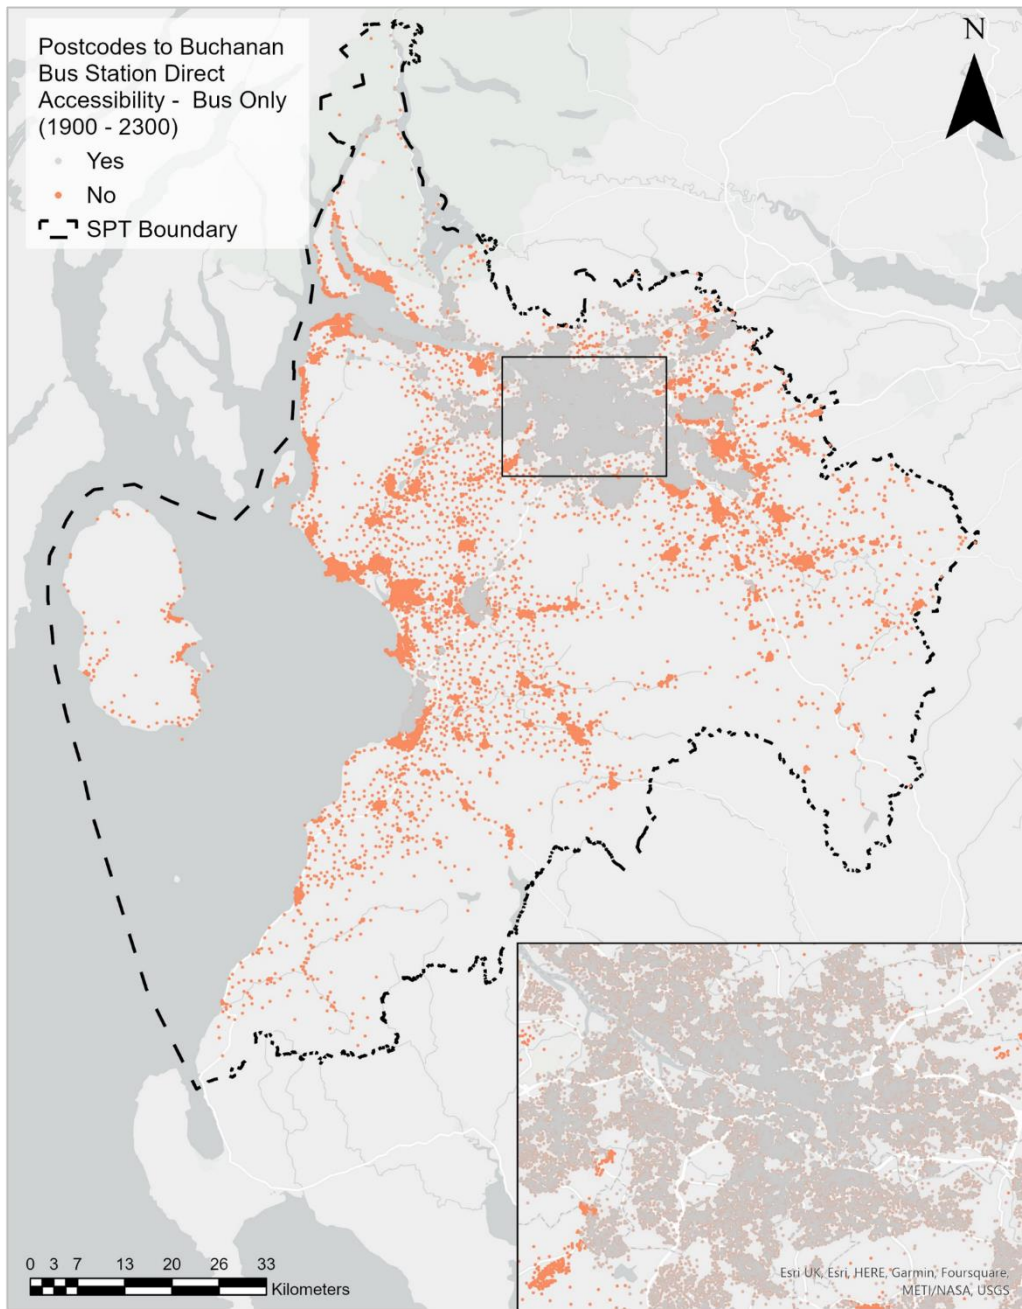 Postcodes to Buchanan
Bus Station Direct
Accessibility -  Bus Only
(1900 - 2300)
Yes
No
SPT Boundary
N
0 3 7 13 20 26 33
Kilometers
Esri UK, Esri, HERE, Garmin, Foursquare,
METI/NASA, USGS